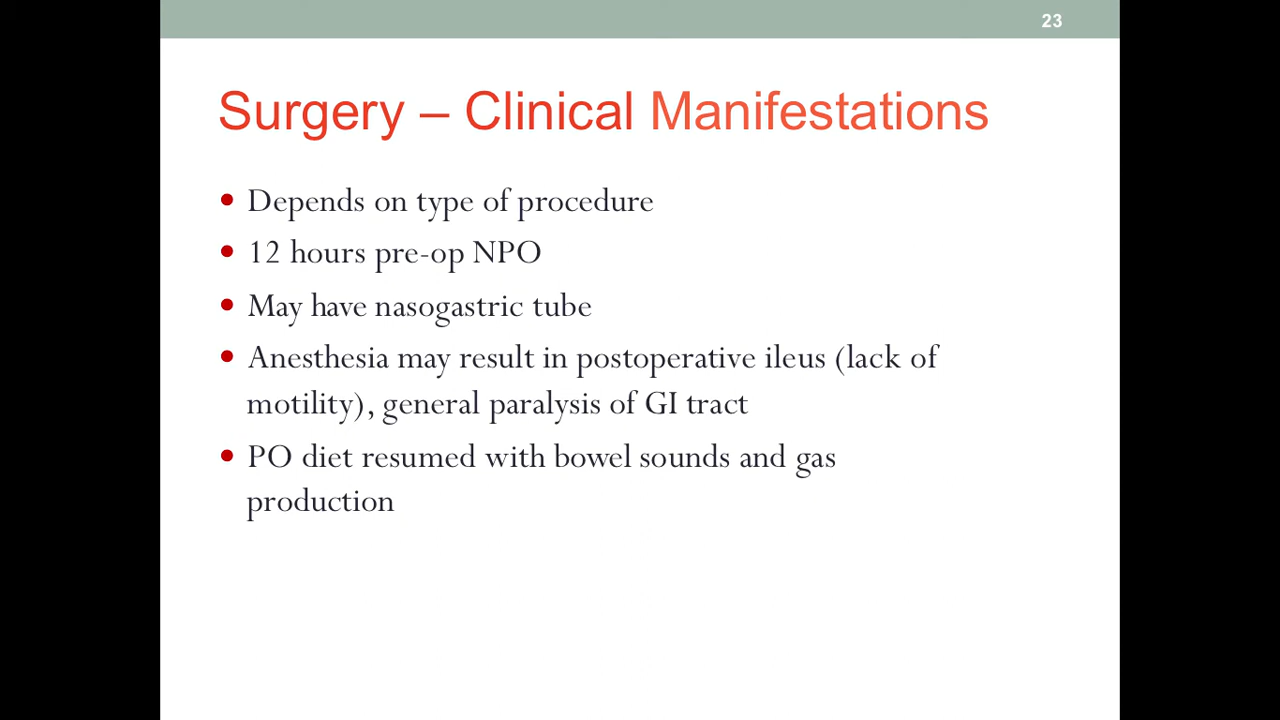 23
Surgery – Clinical Manifestations
• Depends on type of procedure
• 12 hours pre-op NPO
• May have nasogastric tube
• Anesthesia may result in postoperative ileus (lack of
motility), general paralysis of GI tract
• PO diet resumed with bowel sounds and gas
production